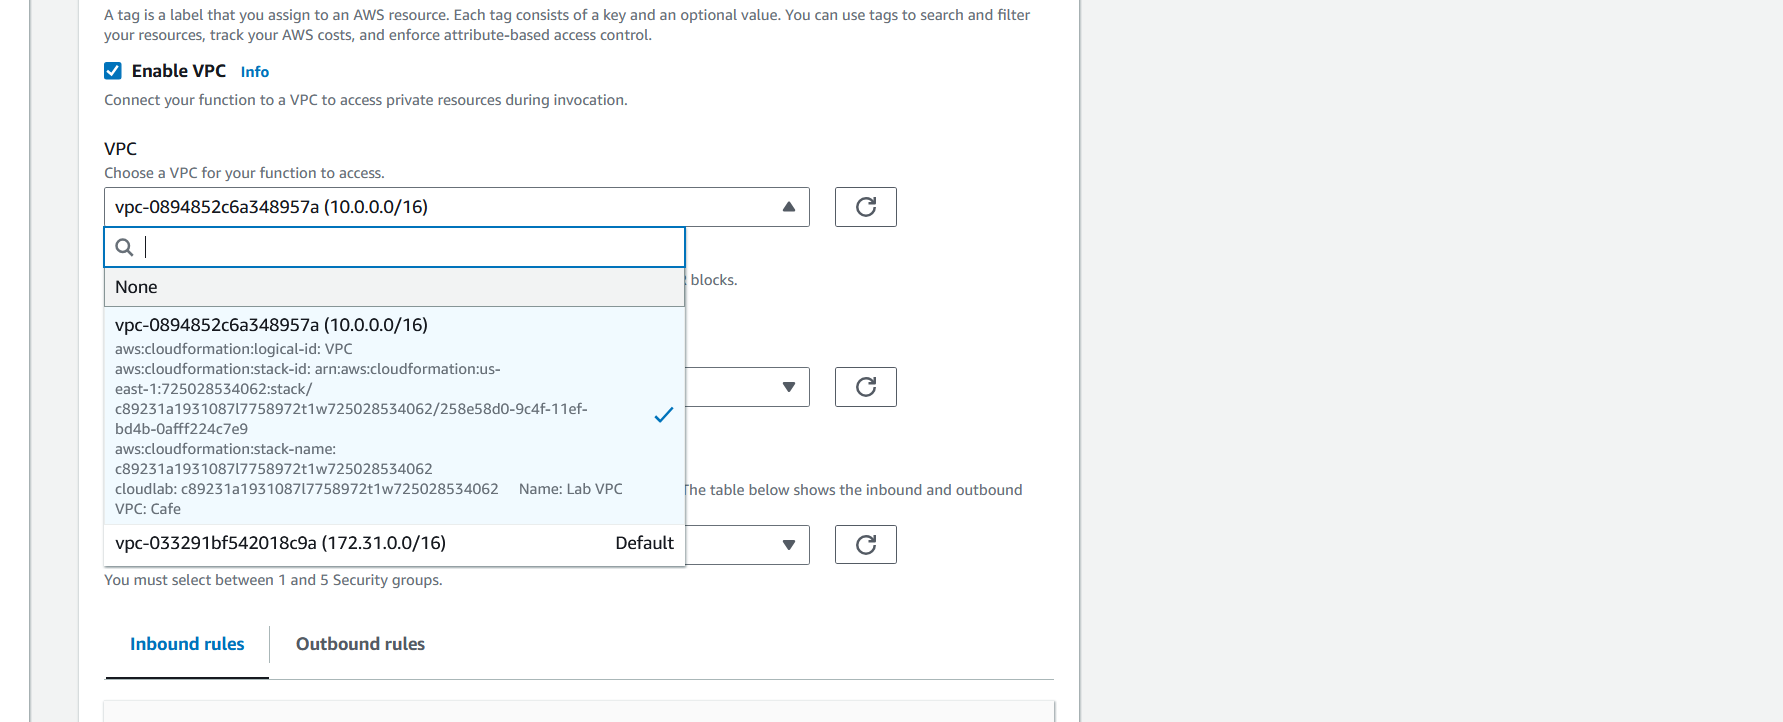 A tag is a label that you assign to an AWS resource. Each tag consists of a key and an optional value. You can use tags to search and filter
your resources, track your AWS costs, and enforce attribute-based access control.
Enable VPC Info
Connect your function to a VPC to access private resources during invocation.
VPC
Choose a VPC for your function to access.
vpc-0894852c6a348957a (10.0.0.0/16)
None
blocks.
vpc-0894852c6a348957a (10.0.0.0/16)
aws:cloudformation:logical-id: VPC
aws:cloudformation:stack-id: arn:aws:cloudformation:us-
east-1:725028534062:stack/
c89231a1931087l7758972t1w725028534062/258e58d0-9c4f-11ef-
bd4b-0afff224c7e9
aws:cloudformation:stack-name:
c89231a1931087l7758972t1w725028534062
cloudlab: c89231a1931087l7758972t1w725028534062 Name: Lab VPC
The table below shows the inbound and outbound
VPC: Cafe
vpc-033291bf542018c9a (172.31.0.0/16) Default
You must select between 1 and 5 Security groups.
Inbound rules Outbound rules